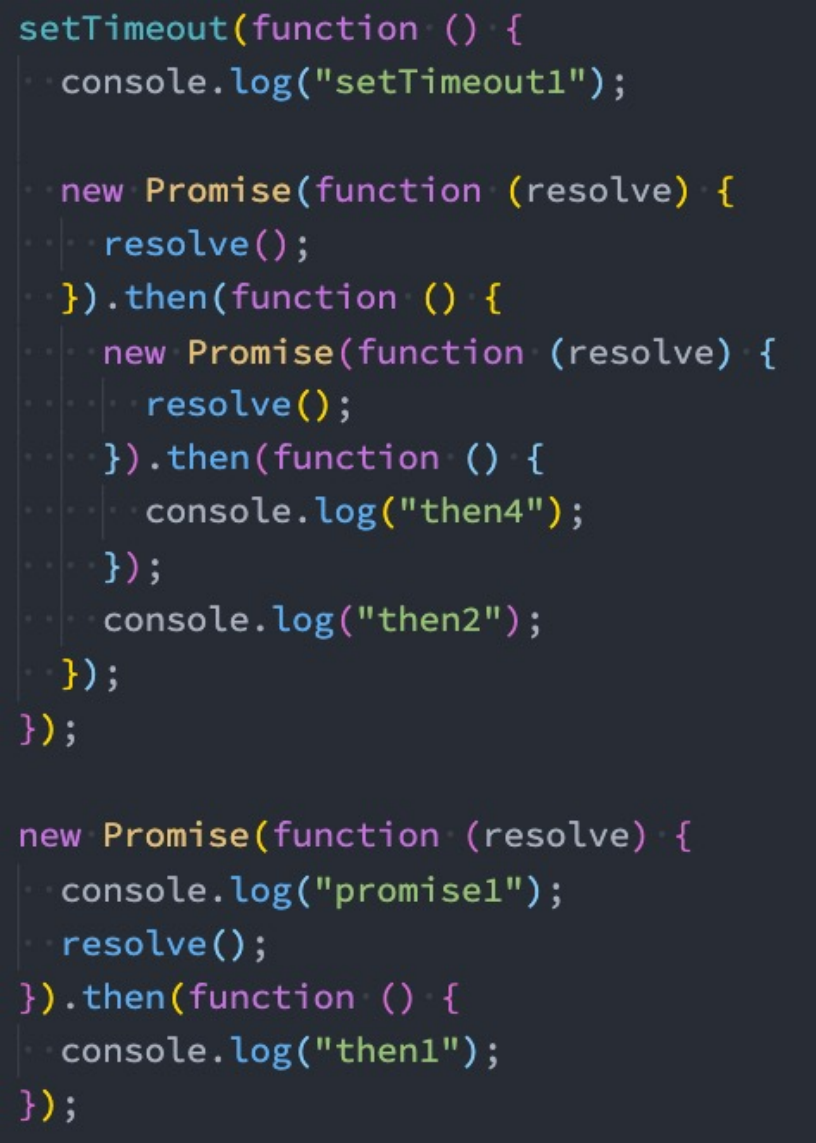 setTimeout(function () {
  console.log("setTimeout1");

  new Promise(function (resolve) {
    resolve();
  }).then(function () {
    new Promise(function (resolve) {
      resolve();
    }).then(function () {
      console.log("then4");
    });
    console.log("then2");
  });
});

new Promise(function (resolve) {
  console.log("promise1");
  resolve();
}).then(function () {
  console.log("then1");
});